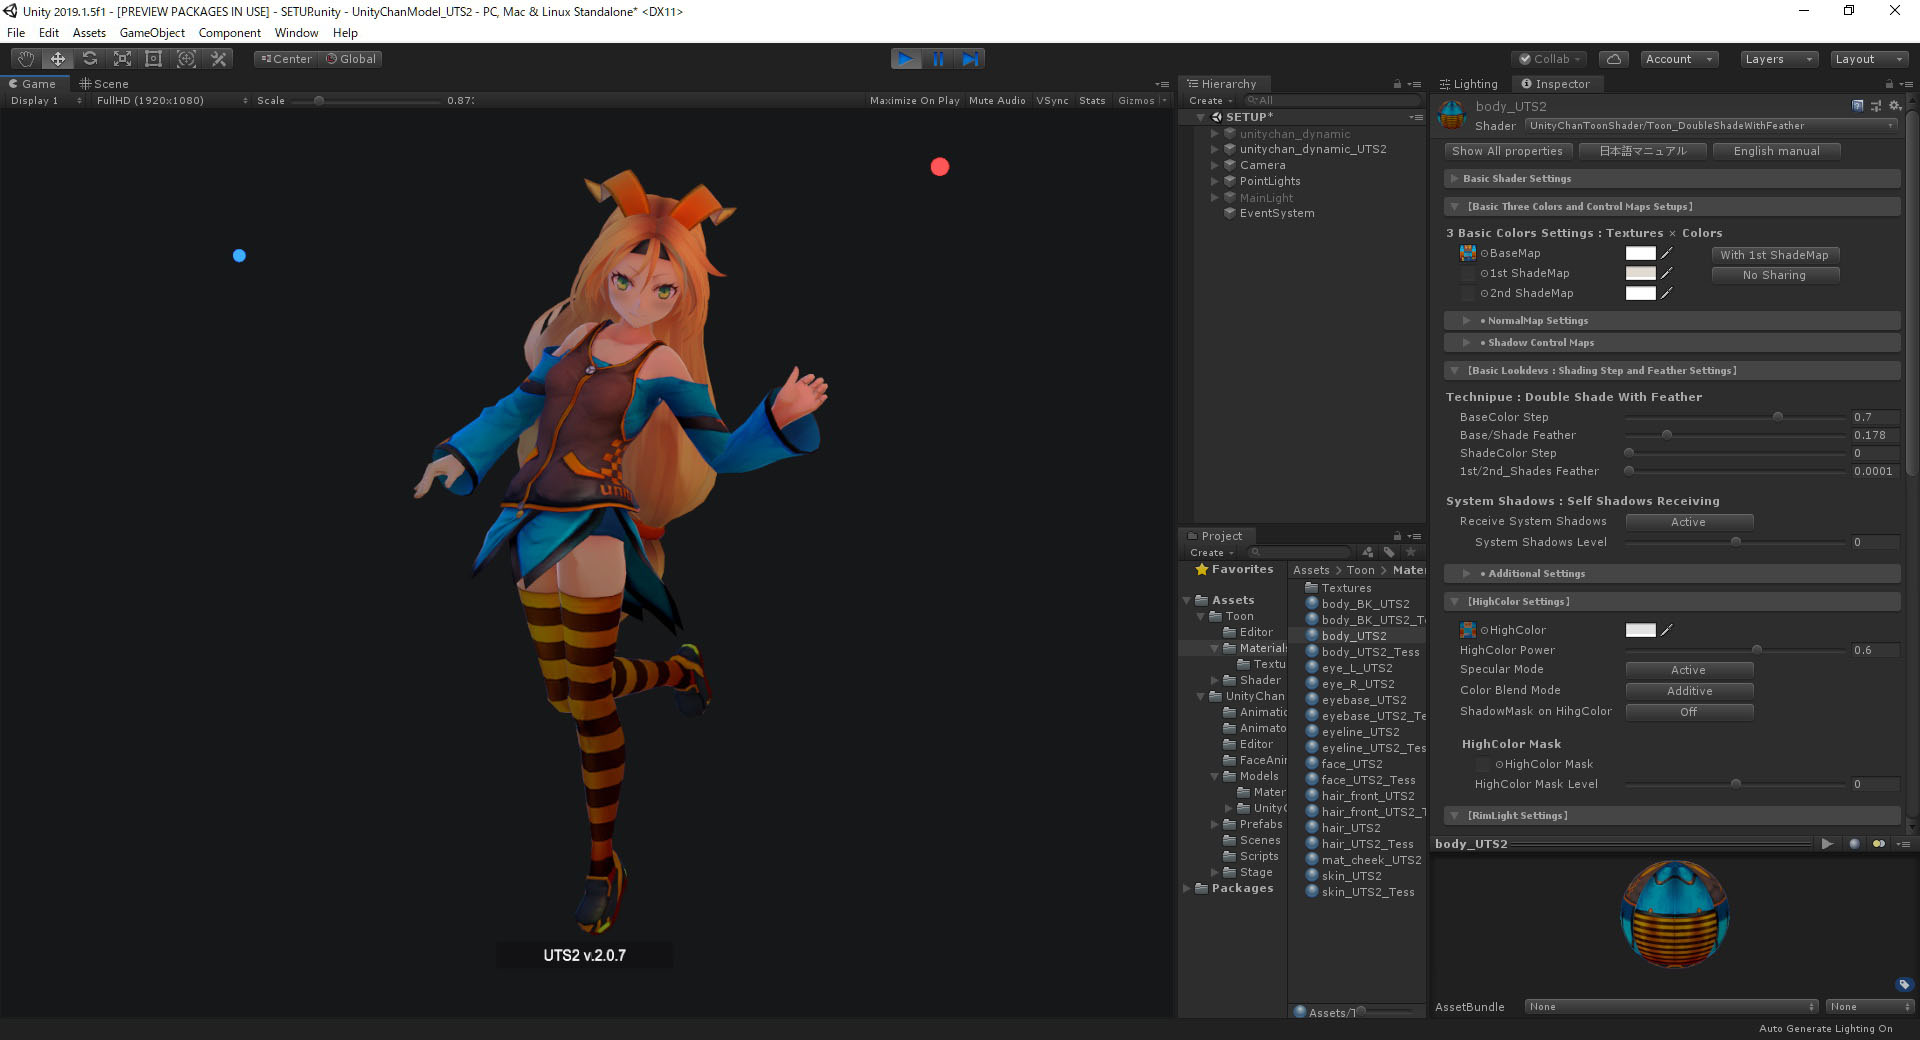 Unity 2019.1.5f1 - [PREVIEW PACKAGES IN USE] - SETUP.unity - UnityChanModel_UTS2 - PC, Mac & Linux Standalone* <DX11>
File Edit Assets GameObject Component Window Help
Center Global Collab Account Layers Layout
Game Scene
Display 1 FullHD (1920x1080) Scale 0.87 Maximize On Play Mute Audio VSync Stats Gizmos
UTS2 v.2.0.7
Hierarchy
Create All
SETUP*
unitychan_dynamic
unitychan_dynamic_UTS2
Camera
PointLights
MainLight
EventSystem
Project
Create
Favorites
Assets
Toon
Editor
Materials
Textu
Shader
UnityChan
Animatic
Animato
Editor
FaceAnim
Models
Mater
UnityC
Prefabs
Scenes
Scripts
Stage
Packages
Assets > Toon > Mater
Textures
body_BK_UTS2
body_BK_UTS2_T
body_UTS2
body_UTS2_Tess
eye_L_UTS2
eye_R_UTS2
eyebase_UTS2
eyebase_UTS2_Te
eyeline_UTS2
eyeline_UTS2_Tes
face_UTS2
face_UTS2_Tess
hair_front_UTS2
hair_front_UTS2_T
hair_UTS2
hair_UTS2_Tess
mat_cheek_UTS2
skin_UTS2
skin_UTS2_Tess
Assets/T
Lighting Inspector
body_UTS2
Shader UnityChanToonShader/Toon_DoubleShadeWithFeather
Show All properties 日本語マニュアル English manual
Basic Shader Settings
【Basic Three Colors and Control Maps Setups】
3 Basic Colors Settings : Textures × Colors
BaseMap With 1st ShadeMap
1st ShadeMap No Sharing
2nd ShadeMap
● NormalMap Settings
● Shadow Control Maps
【Basic Lookdevs : Shading Step and Feather Settings】
Technipue : Double Shade With Feather
BaseColor Step 0.7
Base/Shade Feather 0.178
ShadeColor Step 0
1st/2nd_Shades Feather 0.0001
System Shadows : Self Shadows Receiving
Receive System Shadows Active
System Shadows Level 0
● Additional Settings
【HighColor Settings】
HighColor
HighColor Power 0.6
Specular Mode Active
Color Blend Mode Additive
ShadowMask on HihgColor Off
HighColor Mask
HighColor Mask
HighColor Mask Level 0
【RimLight Settings】
body_UTS2
AssetBundle None None
Auto Generate Lighting On